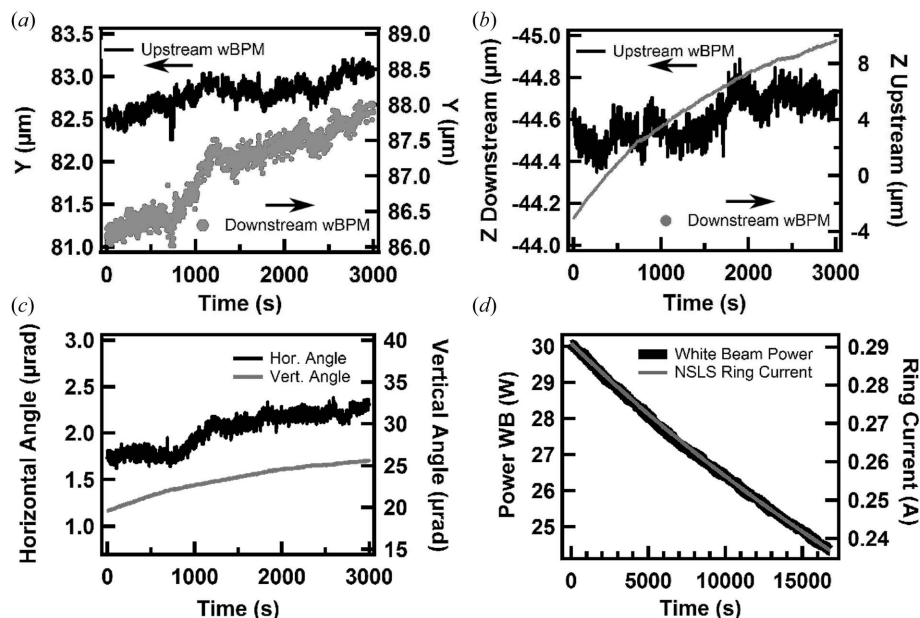 (a)
83.5
83.0
82.5
82.0
81.5
81.0
Y (µm)
Upstream wBPM
Downstream wBPM
89.0
88.5
88.0
87.5
87.0
86.5
86.0
Y (µm)
0
1000
2000
3000
Time (s)
(b)
-45.0
-44.8
-44.6
-44.4
-44.2
-44.0
Z Downstream (µm)
Upstream wBPM
Downstream wBPM
8
4
0
-4
Z Upstream (µm)
0
1000
2000
3000
Time (s)
(c)
3.0
2.5
2.0
1.5
1.0
Horizontal Angle (µrad)
Hor. Angle
Vert. Angle
40
35
30
25
20
15
Vertical Angle (µrad)
0
1000
2000
3000
Time (s)
(d)
30
29
28
27
26
25
Power WB (W)
White Beam Power
NSLS Ring Current
0.29
0.28
0.27
0.26
0.25
0.24
Ring Current (A)
0
5000
10000
15000
Time (s)